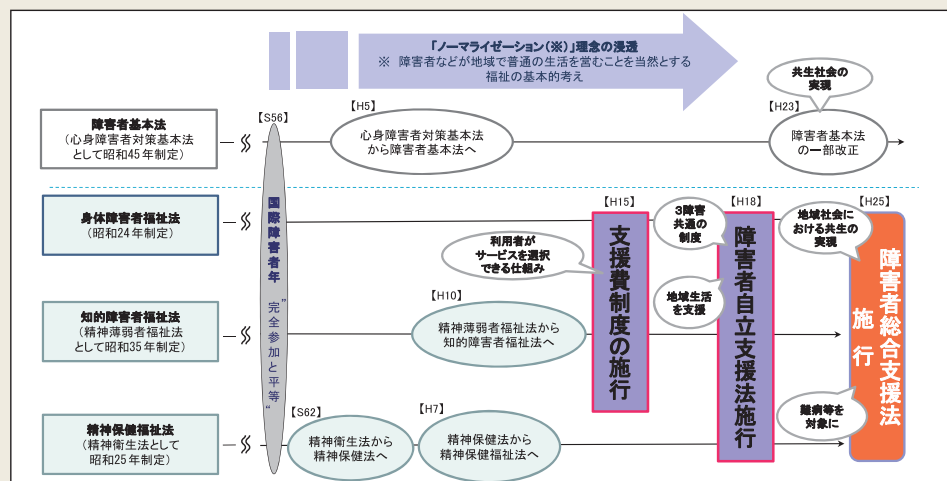 「ノーマライゼーション(※)」理念の浸透
※ 障害者などが地域で普通の生活を営むことを当然とする
福祉の基本的考え
共生社会の
実現
障害者基本法
(心身障害者対策基本法
として昭和45年制定)
【S56】
【H5】
心身障害者対策基本法
から障害者基本法へ
【H23】
障害者基本法
の一部改正
国際障害者年
“完全参加と平等“
身体障害者福祉法
(昭和24年制定)
利用者が
サービスを選択
できる仕組み
【H15】
支援費制度の施行
3障害
共通の
制度
地域生活
を支援
【H18】
障害者自立支援法施行
地域社会に
おける共生の
実現
【H25】
障害者総合支援法
施行
知的障害者福祉法
(精神薄弱者福祉法
として昭和35年制定)
【H10】
精神薄弱者福祉法から
知的障害者福祉法へ
精神保健福祉法
(精神衛生法として
昭和25年制定)
【S62】
精神衛生法から
精神保健法へ
【H7】
精神保健法から
精神保健福祉法へ
難病等を
対象に